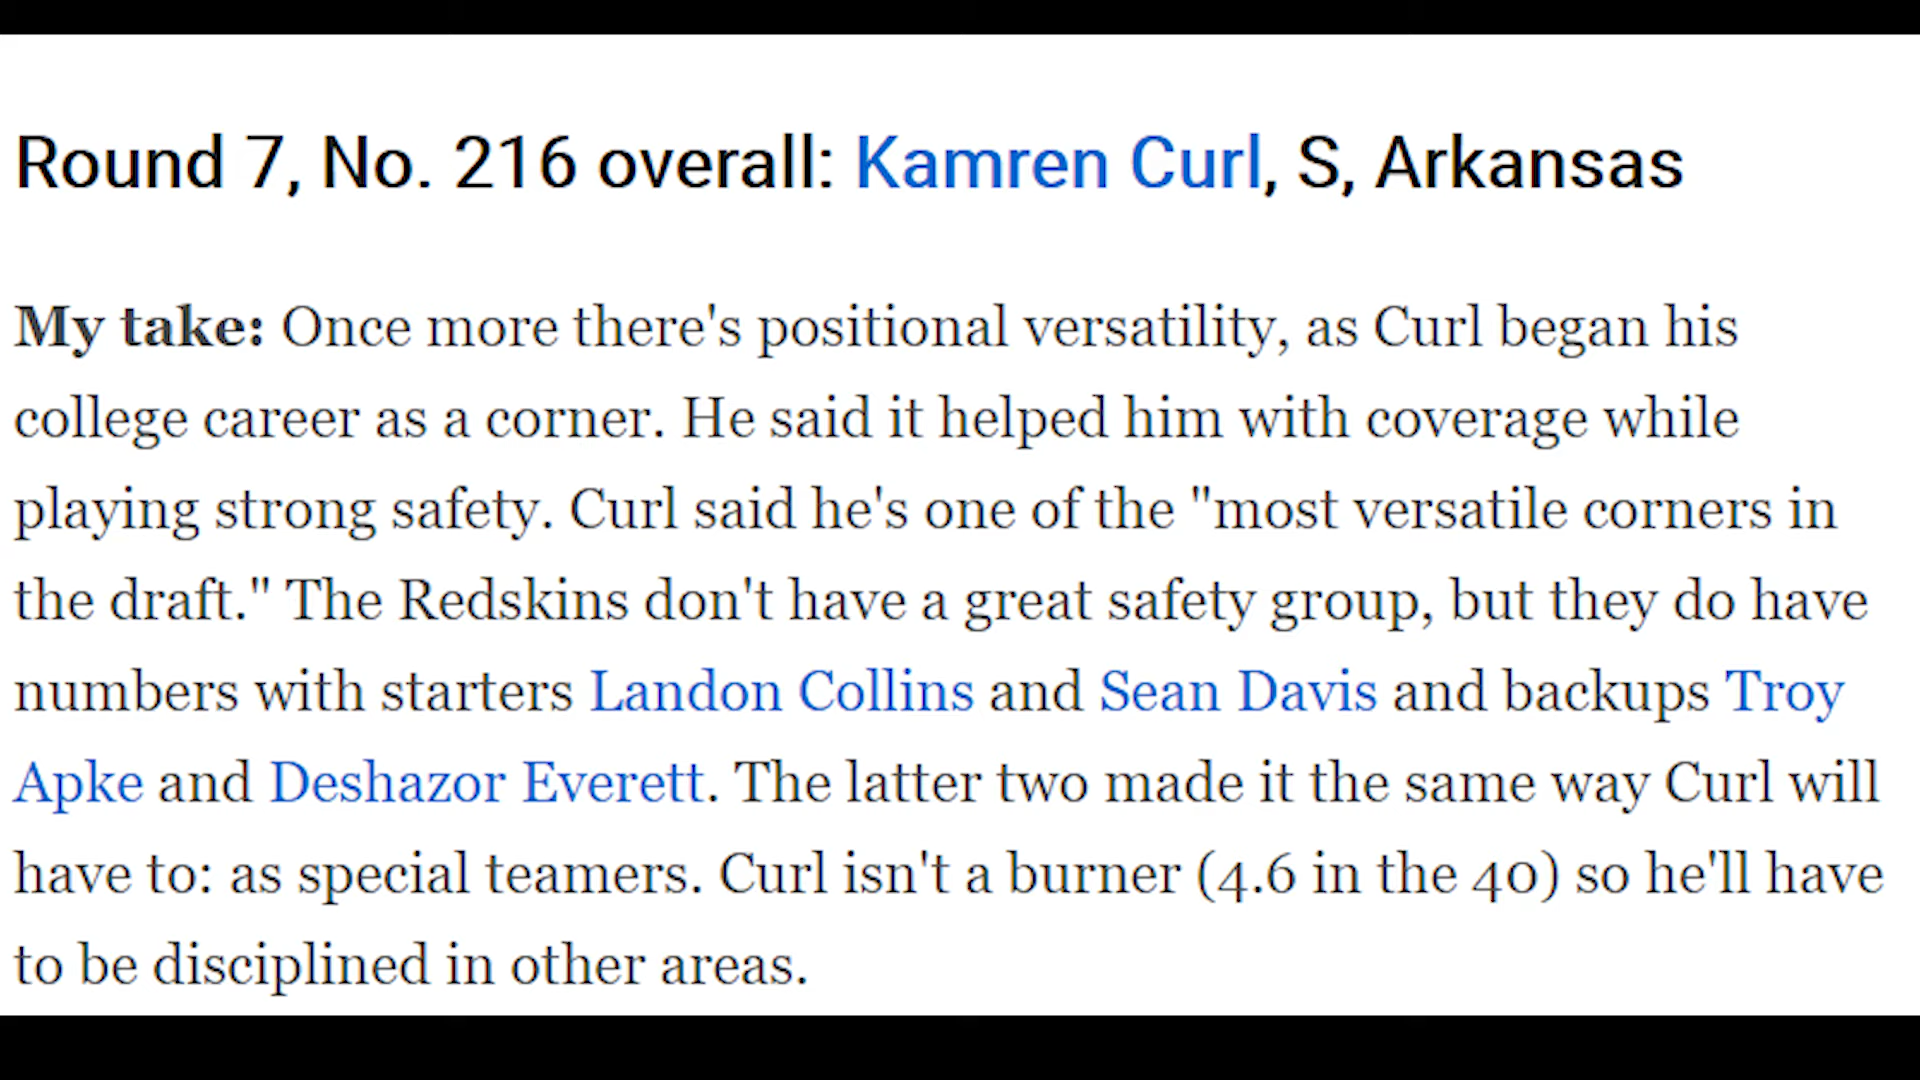 Round 7, No. 216 overall: Kamren Curl, S, Arkansas
My take: Once more there's positional versatility, as Curl began his
college career as a corner. He said it helped him with coverage while
playing strong safety. Curl said he's one of the "most versatile corners in
the draft." The Redskins don't have a great safety group, but they do have
numbers with starters Landon Collins and Sean Davis and backups Troy
Apke and Deshazor Everett. The latter two made it the same way Curl will
have to: as special teamers. Curl isn't a burner (4.6 in the 40) so he'll have
to be disciplined in other areas.